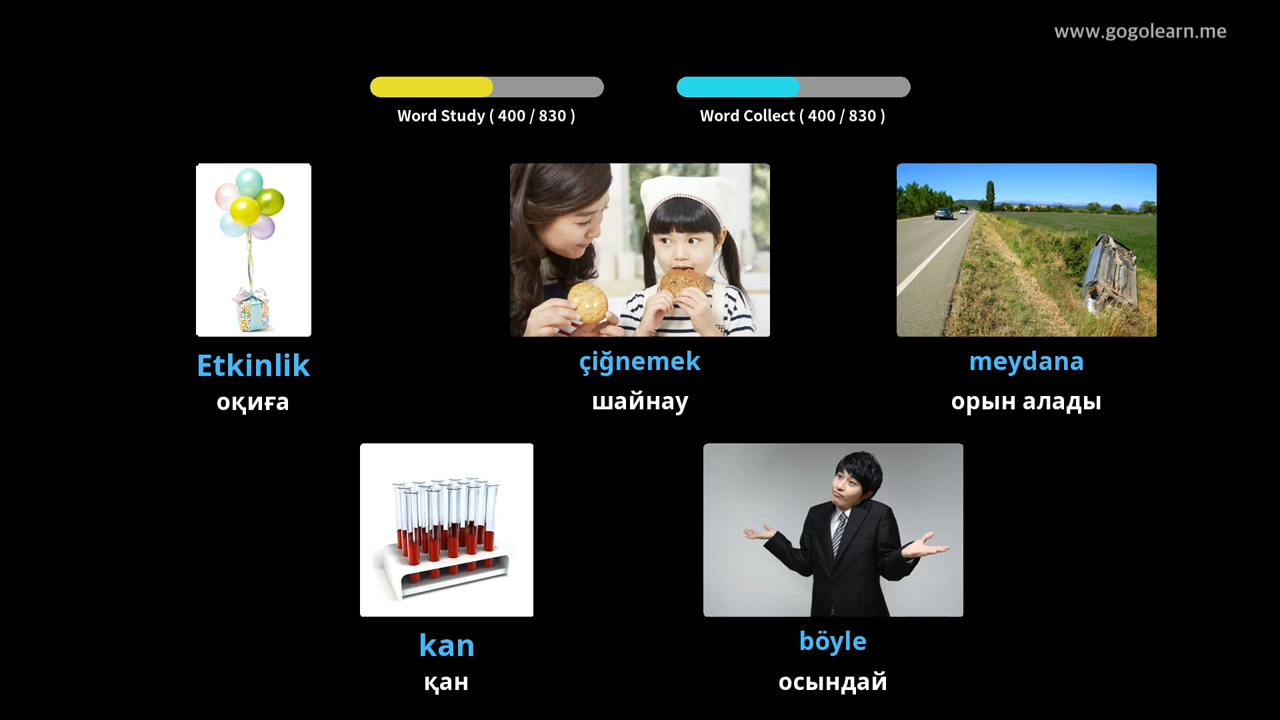 www.gogolearn.me
Word Study ( 400 / 830 )
Word Collect ( 400 / 830 )
Etkinlik
оқиға
çiğnemek
шайнау
meydana
орын алады
kan
қан
böyle
осындай